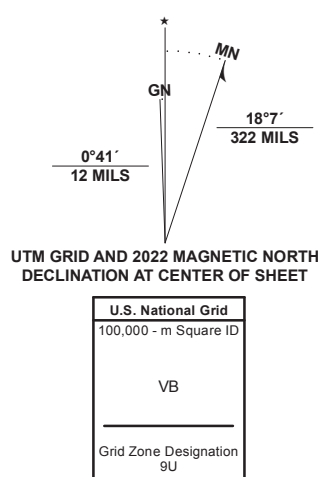 ★
MN
GN
18°7´
322 MILS
0°41´
12 MILS
UTM GRID AND 2022 MAGNETIC NORTH
DECLINATION AT CENTER OF SHEET
U.S. National Grid
100,000 - m Square ID
VB
Grid Zone Designation
9U